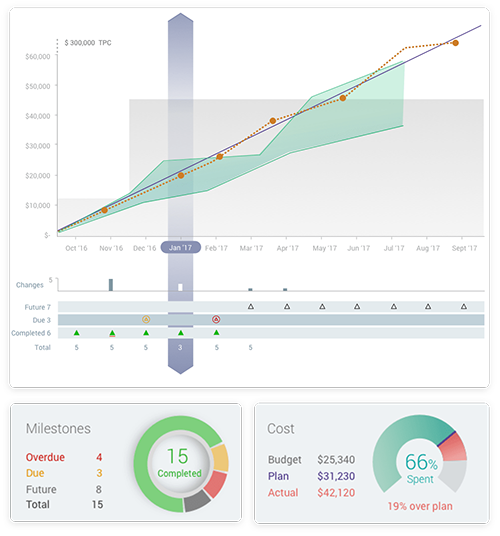 $ 300,000 TPC
$60,000
$50,000
$40,000
$30,000
$20,000
$10,000
$-
Oct '16 Nov '16 Dec '16 Jan '17 Feb '17 Mar '17 Apr '17 May '17 Jun '17 Jul '17 Aug '17 Sept '17
5
Changes
Future 7
Due 3
Completed 6
Total 5 5 5 3 5 5
Milestones
Overdue 4
Due 3
Future 8
Total 15
15
Completed
Cost
Budget $25,340
Plan $31,230
Actual $42,120
66%
Spent
19% over plan